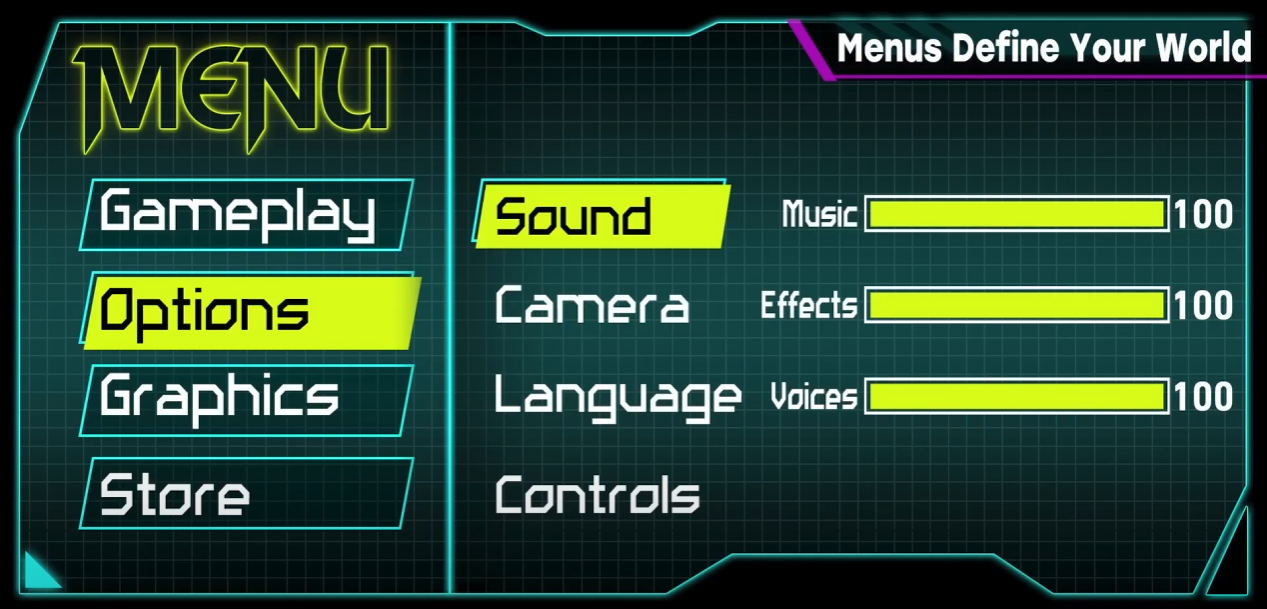 MENU
Menus Define Your World
Gameplay
Options
Graphics
Store
Sound
Camera
Language
Controls
Music 100
Effects 100
Voices 100